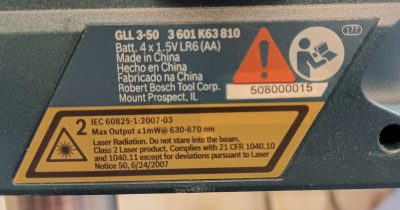 GLL 3-50 3 601 K63 810
Batt. 4 x 1.5V LR6 (AA)
Made in China
Hecho en China
Fabricado na China
Robert Bosch Tool Corp.
Mount Prospect, IL
177
508000015
2
IEC 60825-1:2007-03
Max Output ≤1mW@ 630-670 nm
Laser Radiation. Do not stare into the beam.
Class 2 Laser product. Complies with 21 CFR 1040.10
and 1040.11 except for deviations pursuant to Laser
Notice 50, 6/24/2007